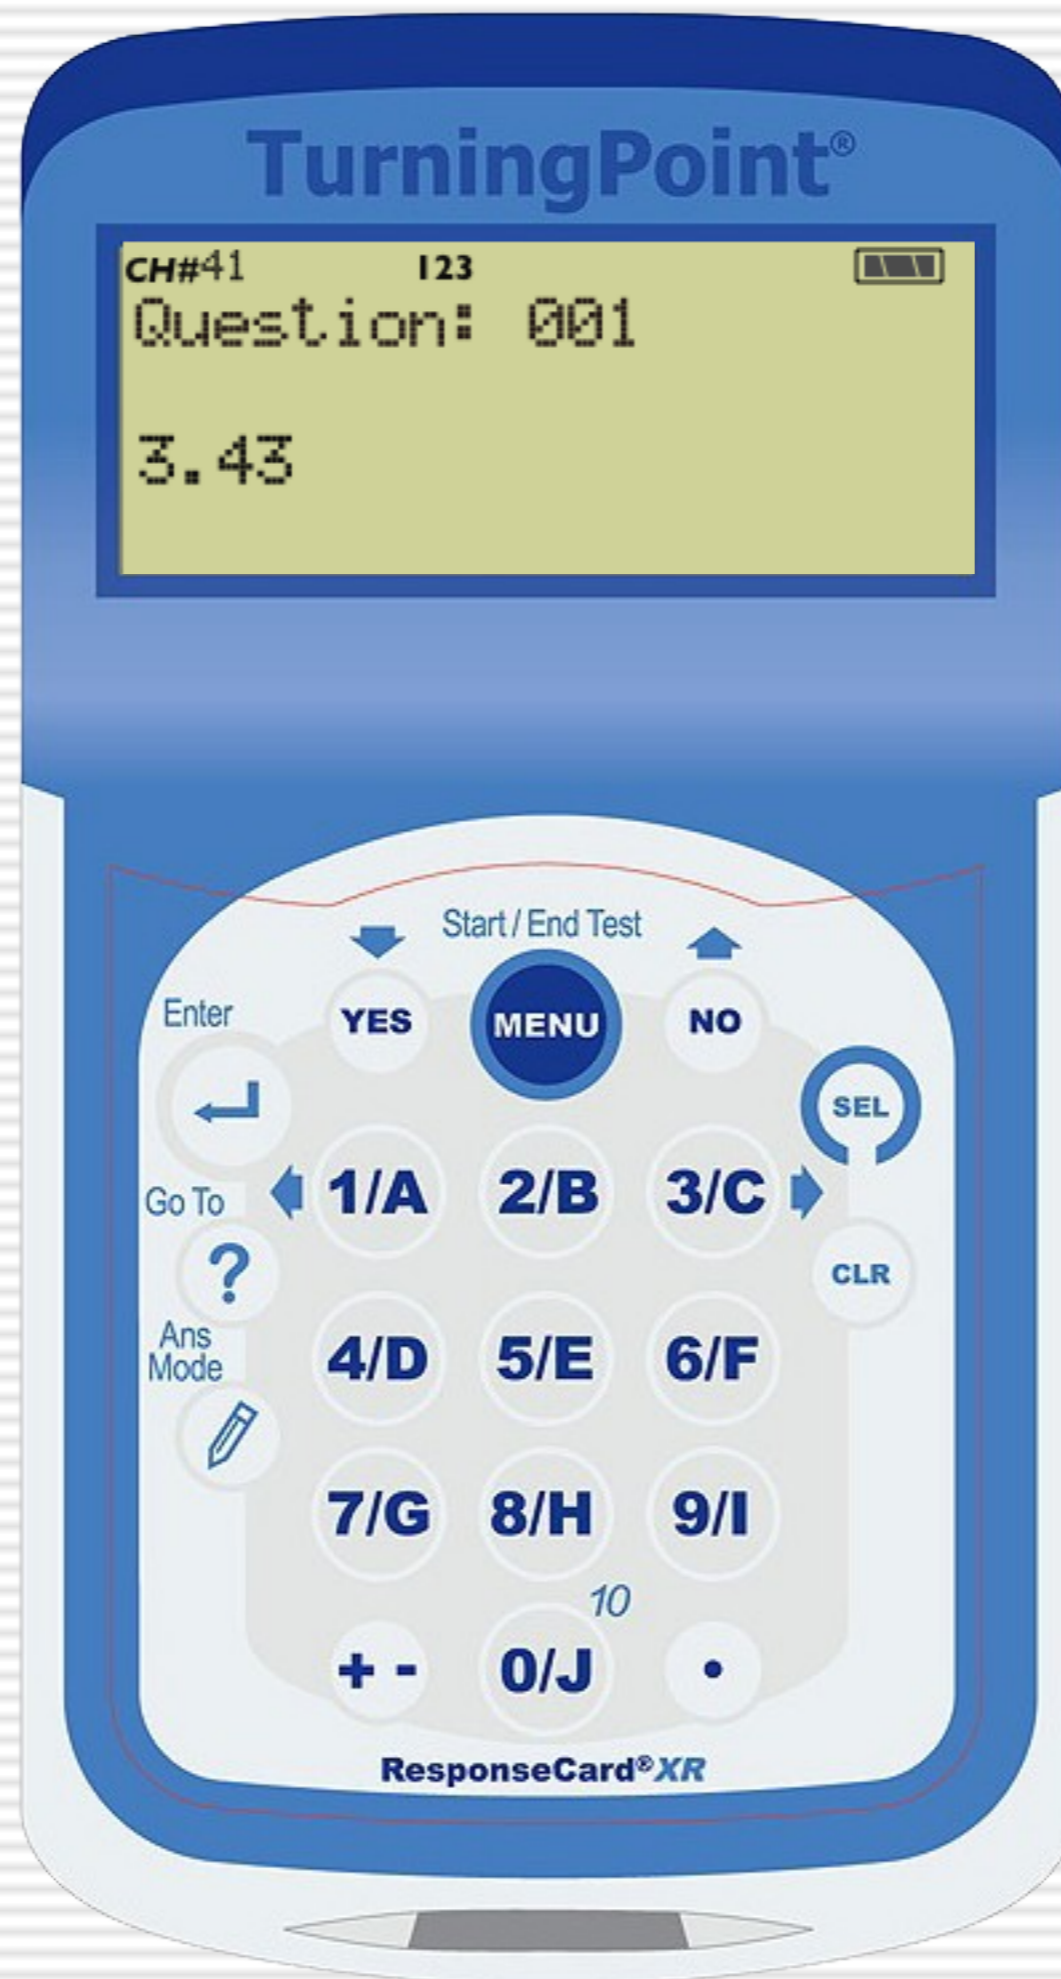 TurningPoint®
CH#41 123
Question: 001
3.43
Start / End Test
Enter
YES MENU NO
SEL
Go To
1/A 2/B 3/C
?
CLR
Ans
Mode
4/D 5/E 6/F
7/G 8/H 9/I
10
+ - 0/J •
ResponseCard®XR